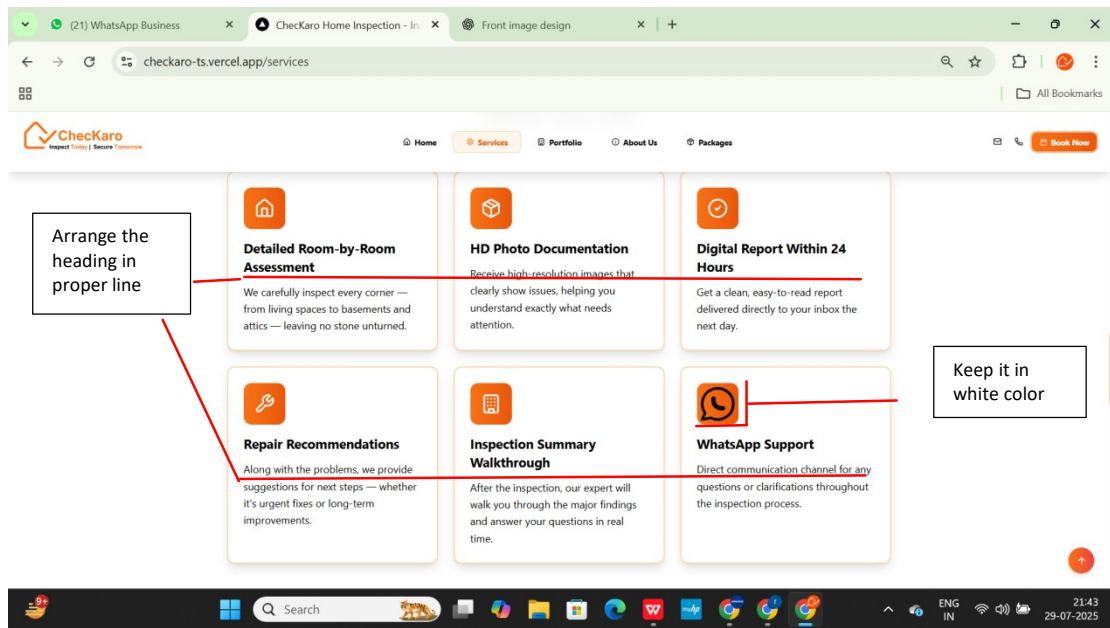 (21) WhatsApp Business
ChecKaro Home Inspection - In
Front image design
checkaro-ts.vercel.app/services
All Bookmarks
ChecKaro
Inspect Today | Secure Tomorrow
Home
Services
Portfolio
About Us
Packages
Book Now
Arrange the
heading in
proper line
Detailed Room-by-Room
Assessment
We carefully inspect every corner —
from living spaces to basements and
attics — leaving no stone unturned.
HD Photo Documentation
Receive high-resolution images that
clearly show issues, helping you
understand exactly what needs
attention.
Digital Report Within 24
Hours
Get a clean, easy-to-read report
delivered directly to your inbox the
next day.
Keep it in
white color
Repair Recommendations
Along with the problems, we provide
suggestions for next steps — whether
it's urgent fixes or long-term
improvements.
Inspection Summary
Walkthrough
After the inspection, our expert will
walk you through the major findings
and answer your questions in real
time.
WhatsApp Support
Direct communication channel for any
questions or clarifications throughout
the inspection process.
9+
Search
ENG
IN
21:43
29-07-2025